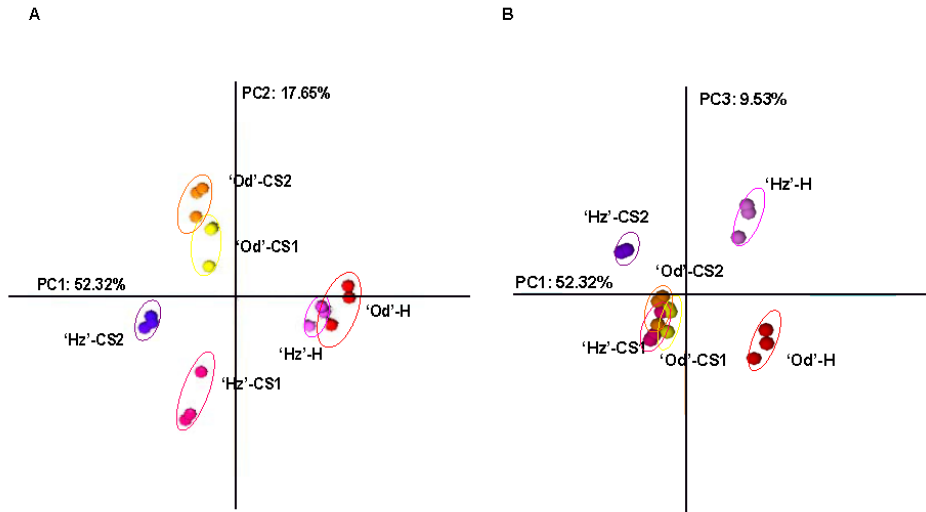 A
PC2: 17.65%
‘Od’-CS2
‘Od’-CS1
PC1: 52.32%
‘Od’-H
‘Hz’-CS2
‘Hz’-H
‘Hz’-CS1
B
PC3: 9.53%
‘Hz’-H
‘Hz’-CS2
‘Od’-CS2
PC1: 52.32%
‘Hz’-CS1
‘Od’-CS1
‘Od’-H